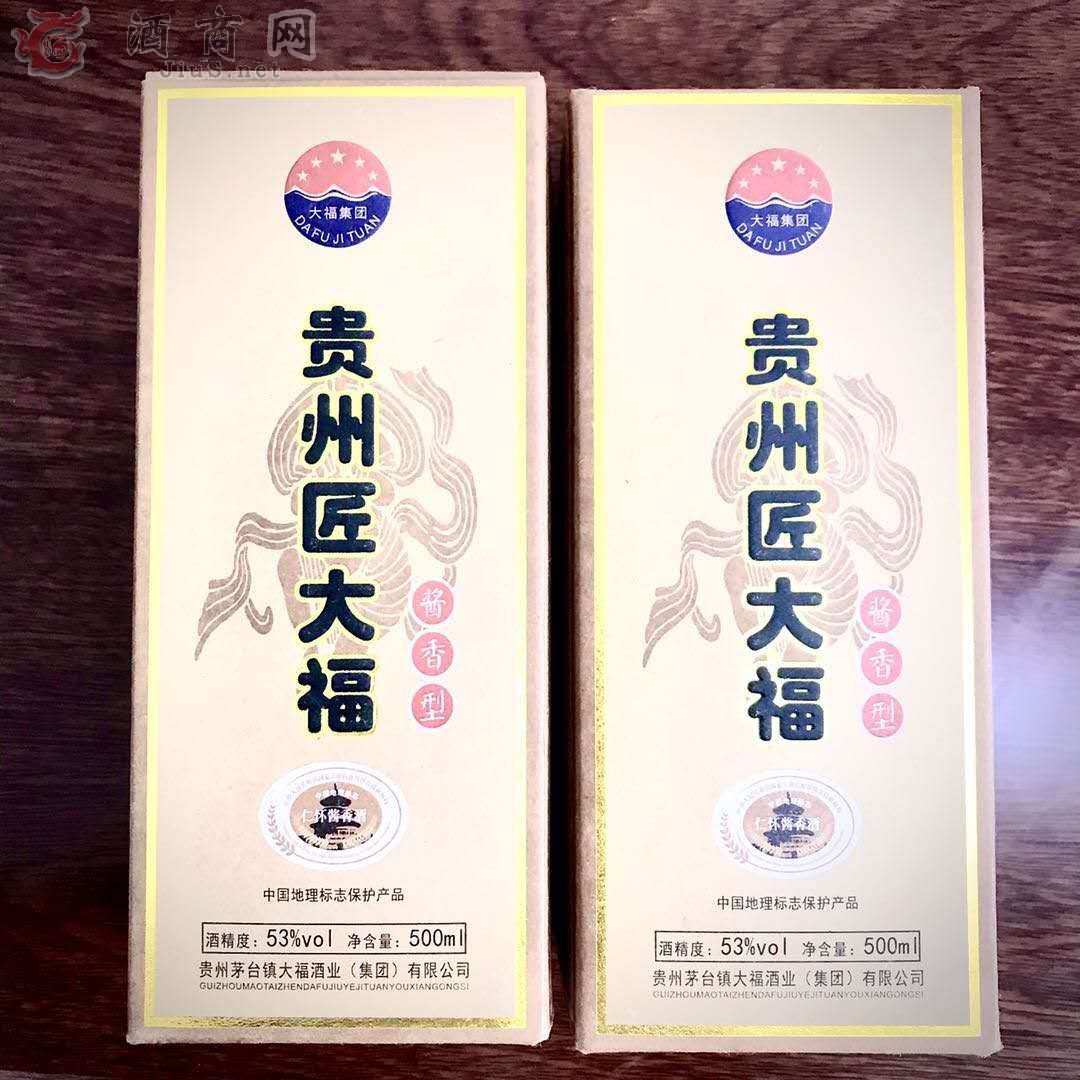 酒商网
JiuS.net
大福集团
DA FU JI TUAN
贵州匠大福
酱香型
仁怀酱香酒
中国地理标志保护产品
酒精度：53%vol 净含量：500ml
贵州茅台镇大福酒业（集团）有限公司
GUIZHOUMAOTAIZHENDAFUJIUYEJITUANYOUXIANGONGSI
大福集团
DA FU JI TUAN
贵州匠大福
酱香型
仁怀酱香酒
中国地理标志保护产品
酒精度：53%vol 净含量：500ml
贵州茅台镇大福酒业（集团）有限公司
GUIZHOUMAOTAIZHENDAFUJIUYEJITUANYOUXIANGONGSI